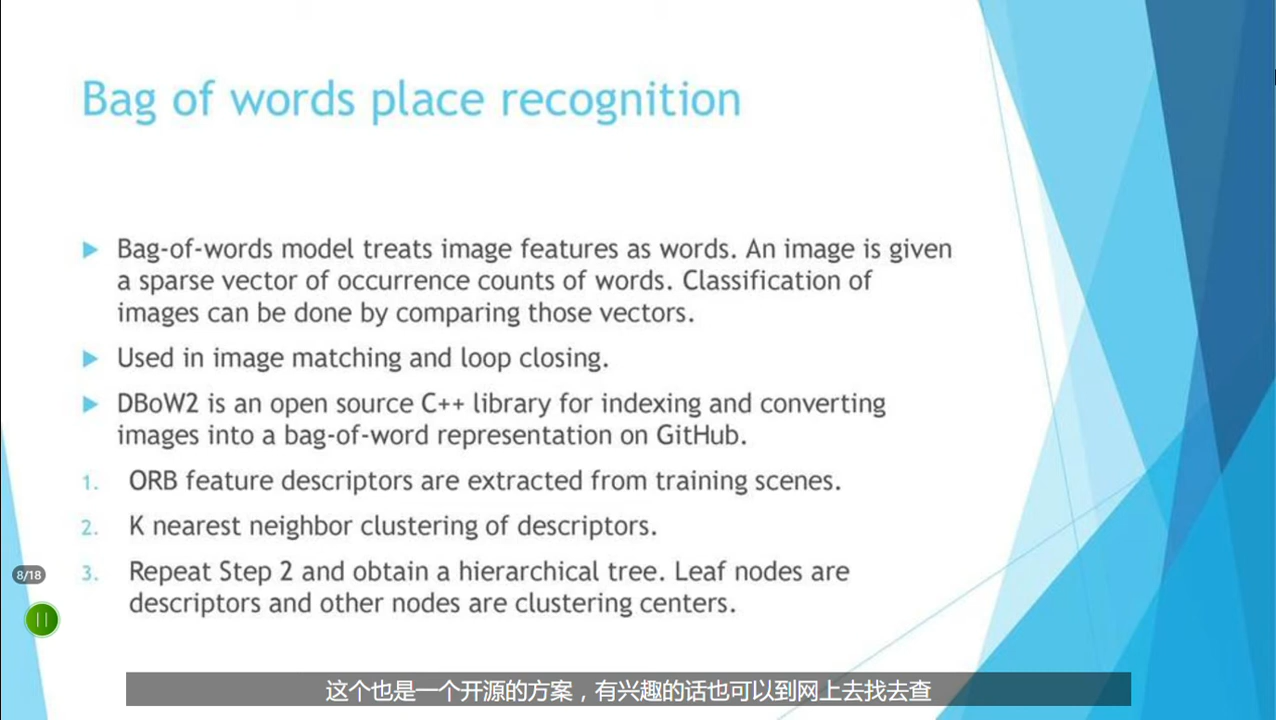 Bag of words place recognition
Bag-of-words model treats image features as words. An image is given
a sparse vector of occurrence counts of words. Classification of
images can be done by comparing those vectors.
Used in image matching and loop closing.
DBoW2 is an open source C++ library for indexing and converting
images into a bag-of-word representation on GitHub.
1. ORB feature descriptors are extracted from training scenes.
2. K nearest neighbor clustering of descriptors.
3. Repeat Step 2 and obtain a hierarchical tree. Leaf nodes are
descriptors and other nodes are clustering centers.
8/18
这个也是一个开源的方案，有兴趣的话也可以到网上去找去查